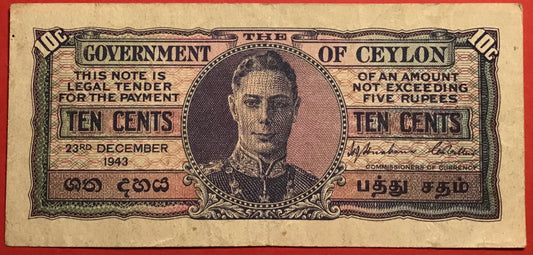 10c THE 10c
GOVERNMENT OF CEYLON
THIS NOTE IS
LEGAL TENDER
FOR THE PAYMENT
OF AN AMOUNT
NOT EXCEEDING
FIVE RUPEES
TEN CENTS TEN CENTS
23RD DECEMBER
1943
COMMISSIONERS OF CURRENCY.
ශත දහය
பத்து சதம்